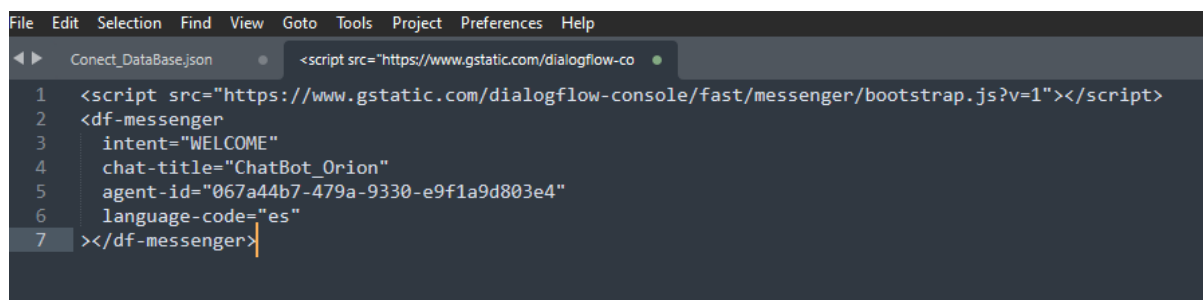 File Edit Selection Find View Goto Tools Project Preferences Help
Conect_DataBase.json <script src="https://www.gstatic.com/dialogflow-co
1 <script src="https://www.gstatic.com/dialogflow-console/fast/messenger/bootstrap.js?v=1"></script>
2 <df-messenger
3 intent="WELCOME"
4 chat-title="ChatBot_Orion"
5 agent-id="067a44b7-479a-9330-e9f1a9d803e4"
6 language-code="es"
7 ></df-messenger>